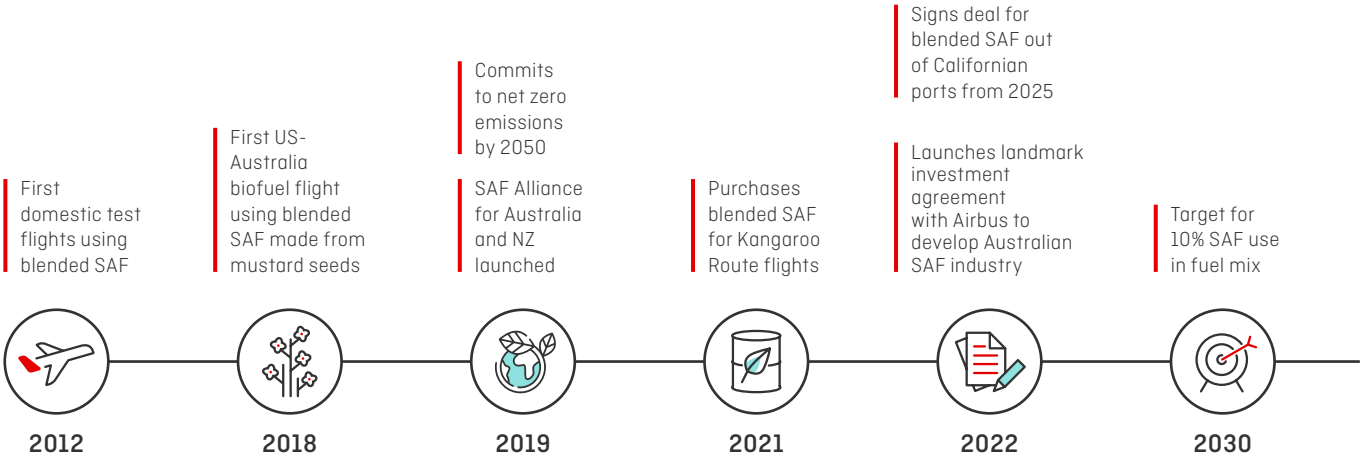 First
domestic test
flights using
blended SAF
2012
First US-
Australia
biofuel flight
using blended
SAF made from
mustard seeds
2018
Commits
to net zero
emissions
by 2050
SAF Alliance
for Australia
and NZ
launched
2019
Purchases
blended SAF
for Kangaroo
Route flights
2021
Signs deal for
blended SAF out
of Californian
ports from 2025
Launches landmark
investment
agreement
with Airbus to
develop Australian
SAF industry
2022
Target for
10% SAF use
in fuel mix
2030